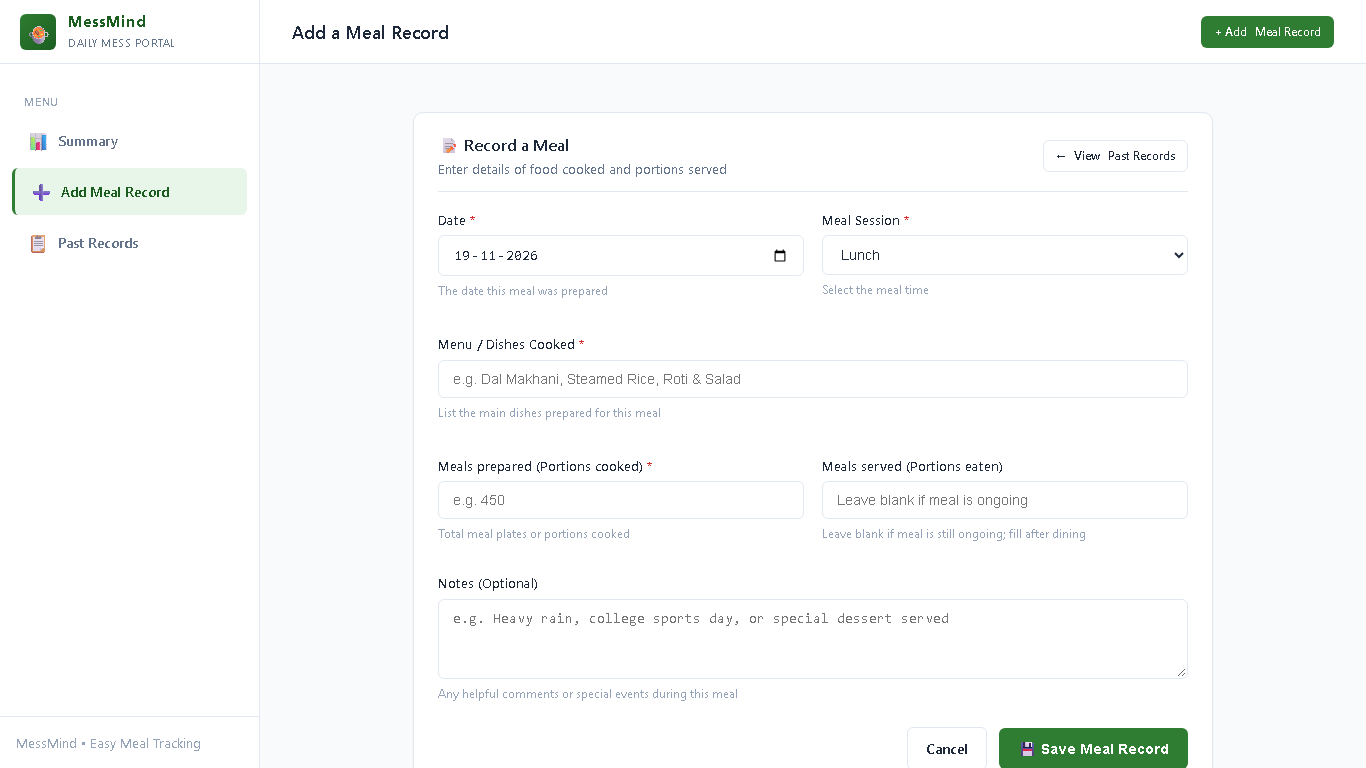 MessMind
DAILY MESS PORTAL
Add a Meal Record
+ Add Meal Record
MENU
Summary
Add Meal Record
Past Records
Record a Meal
Enter details of food cooked and portions served
← View Past Records
Date *
Meal Session *
19-11-2026
Lunch
The date this meal was prepared
Select the meal time
Menu / Dishes Cooked *
e.g. Dal Makhani, Steamed Rice, Roti & Salad
List the main dishes prepared for this meal
Meals prepared (Portions cooked) *
Meals served (Portions eaten)
e.g. 450
Leave blank if meal is ongoing
Total meal plates or portions cooked
Leave blank if meal is still ongoing; fill after dining
Notes (Optional)
e.g. Heavy rain, college sports day, or special dessert served
Any helpful comments or special events during this meal
Cancel
Save Meal Record
MessMind • Easy Meal Tracking